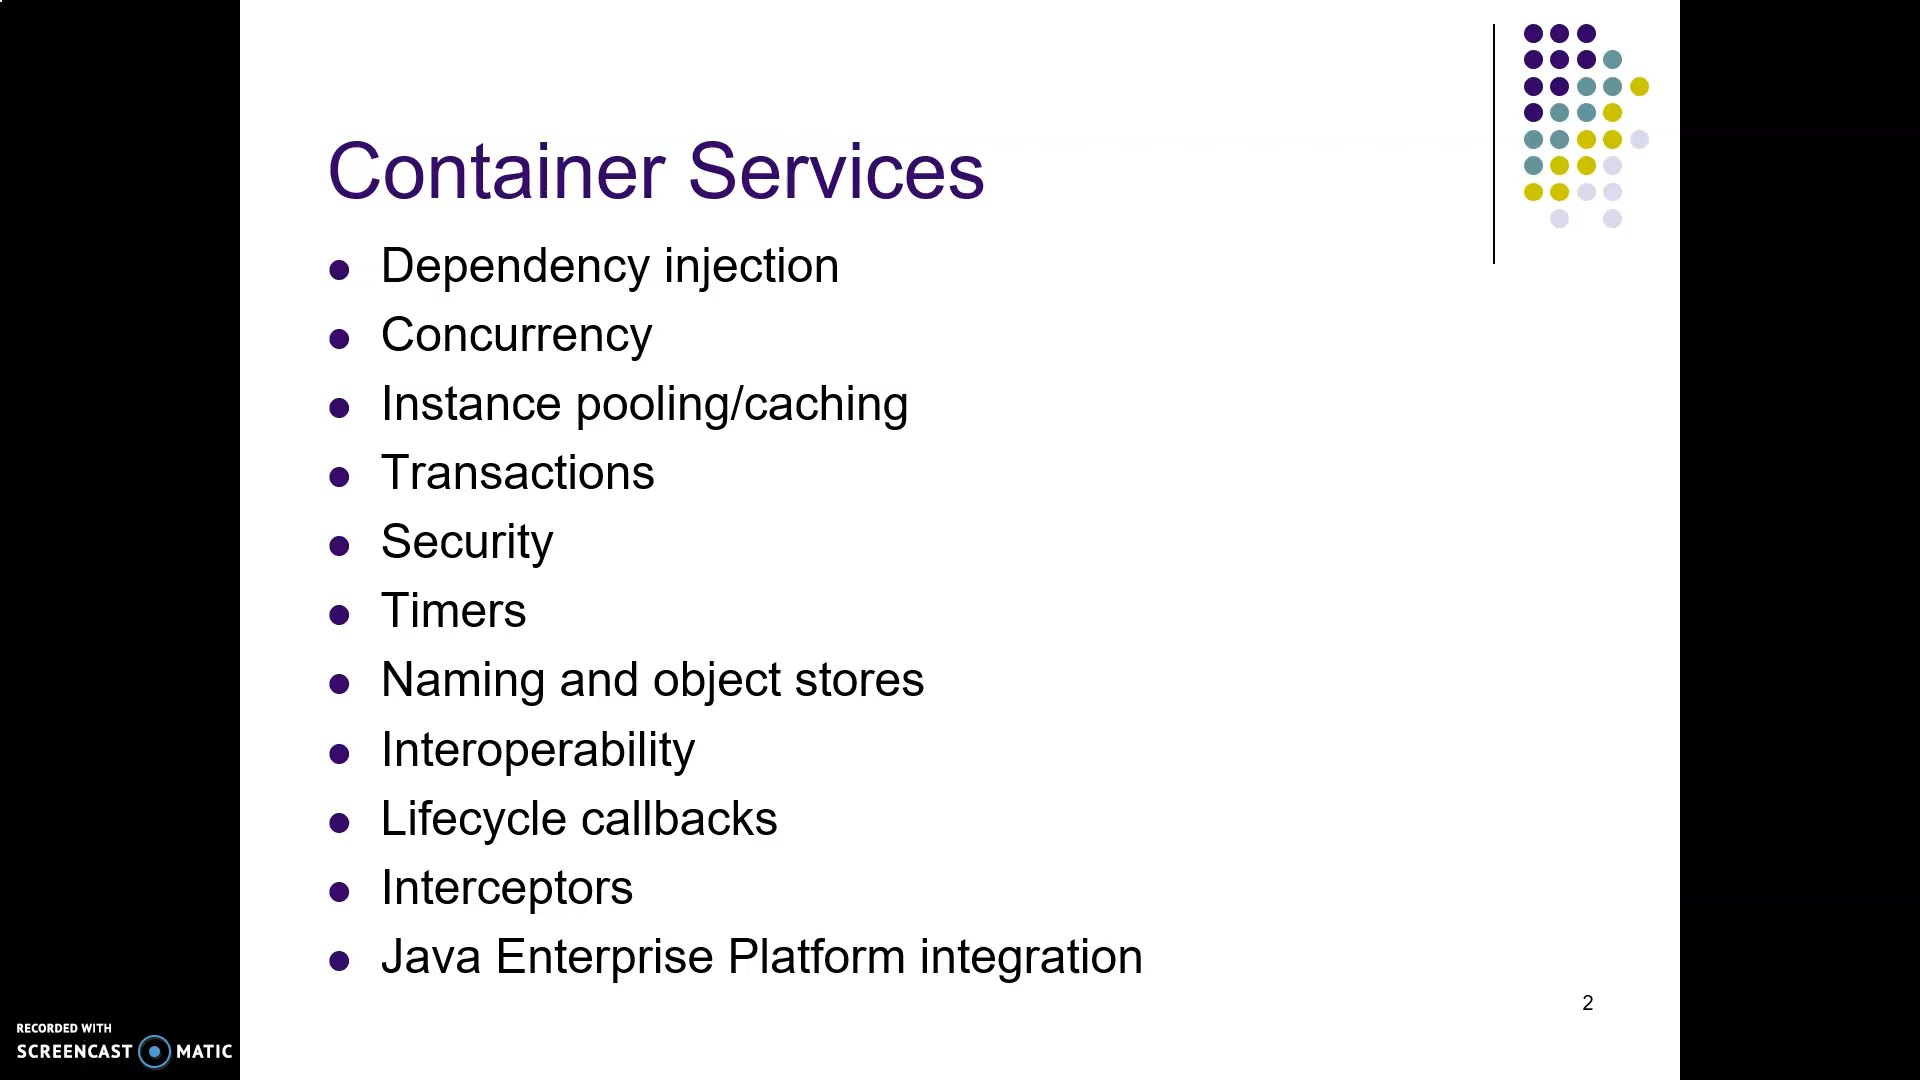 Container Services
Dependency injection
Concurrency
Instance pooling/caching
Transactions
Security
Timers
Naming and object stores
Interoperability
Lifecycle callbacks
Interceptors
Java Enterprise Platform integration
2
RECORDED WITH
SCREENCAST MATIC